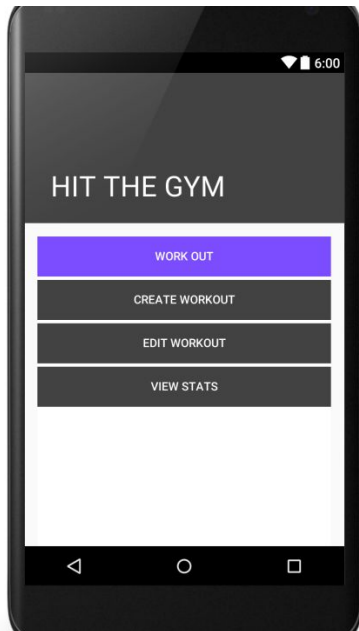 6:00
HIT THE GYM
WORK OUT
CREATE WORKOUT
EDIT WORKOUT
VIEW STATS